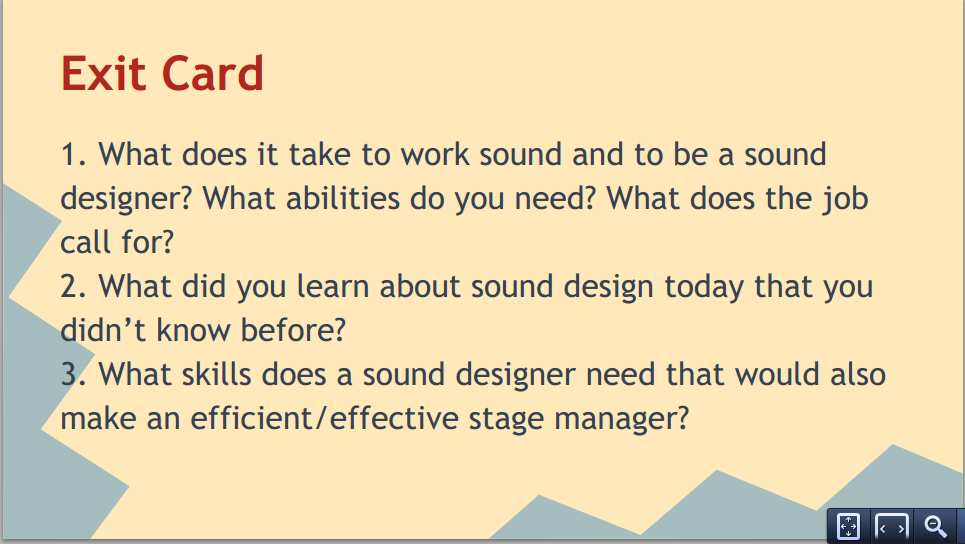 Exit Card
1. What does it take to work sound and to be a sound
designer? What abilities do you need? What does the job
call for?
2. What did you learn about sound design today that you
didn’t know before?
3. What skills does a sound designer need that would also
make an efficient/effective stage manager?